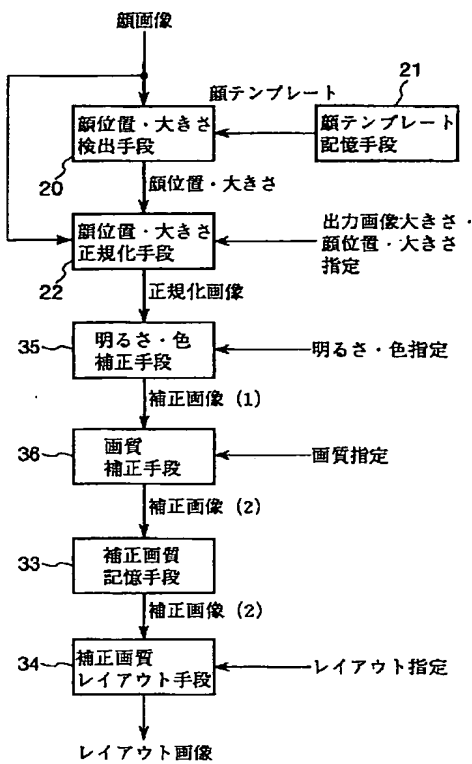 顔画像
21
顔テンプレート
顔テンプレート
記憶手段
顔位置・大きさ
検出手段
20
顔位置・大きさ
顔位置・大きさ
正規化手段
22
出力画像大きさ・
顔位置・大きさ
指定
正規化画像
35
明るさ・色
補正手段
明るさ・色指定
補正画像 (1)
36
画質
補正手段
画質指定
補正画像 (2)
33
補正画質
記憶手段
補正画像 (2)
34
補正画質
レイアウト手段
レイアウト指定
レイアウト画像